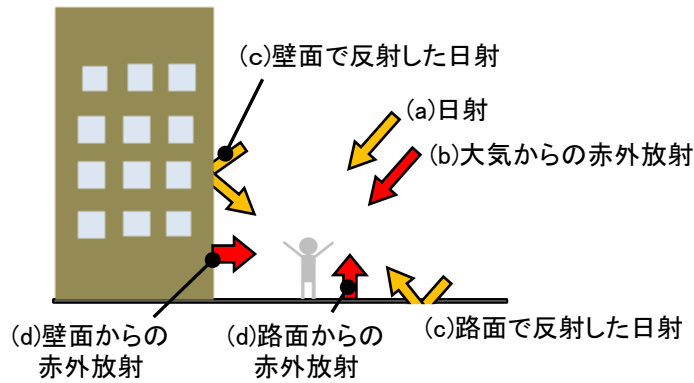 (c)壁面で反射した日射
(a)日射
(b)大気からの赤外放射
(d)壁面からの
赤外放射
(d)路面からの
赤外放射
(c)路面で反射した日射